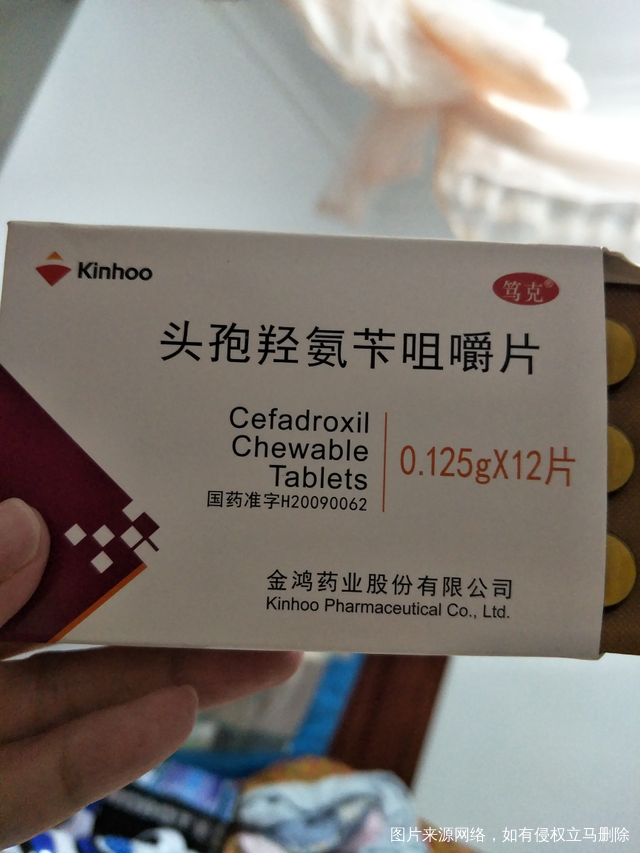 Kinhoo
笃克®
头孢羟氨苄咀嚼片
Cefadroxil
Chewable
Tablets
0.125gX12片
国药准字H20090062
金鸿药业股份有限公司
Kinhoo Pharmaceutical Co., Ltd.
图片来源网络，如有侵权立马删除